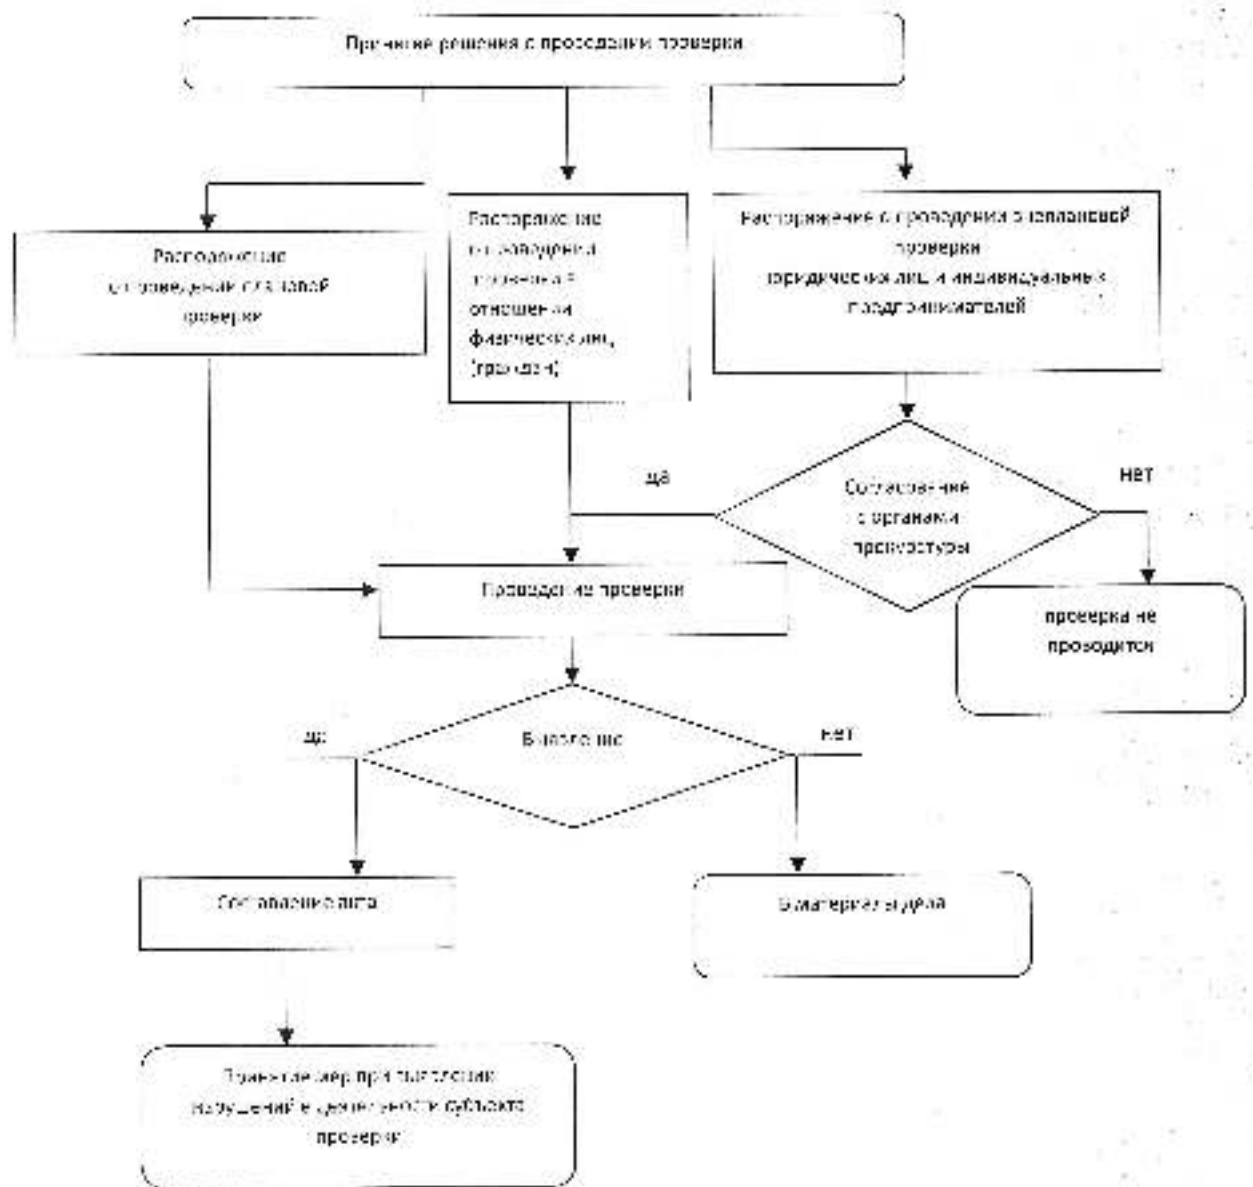 Принятие решения о проведении проверки
Распоряжение
о проведении плановой
проверки
Распоряжение
о проведении
проверки в
отношении
физических лиц
(граждан)
Распоряжение о проведении внеплановой
проверки
юридических лиц и индивидуальных
предпринимателей
да
Согласование
с органами
прокуратуры
нет
Проведение проверки
проверка не
проводится
да
Выявление
нет
Составление акта
В материалы дела
Принятие мер при выявлении
нарушений в деятельности субъекта
проверки